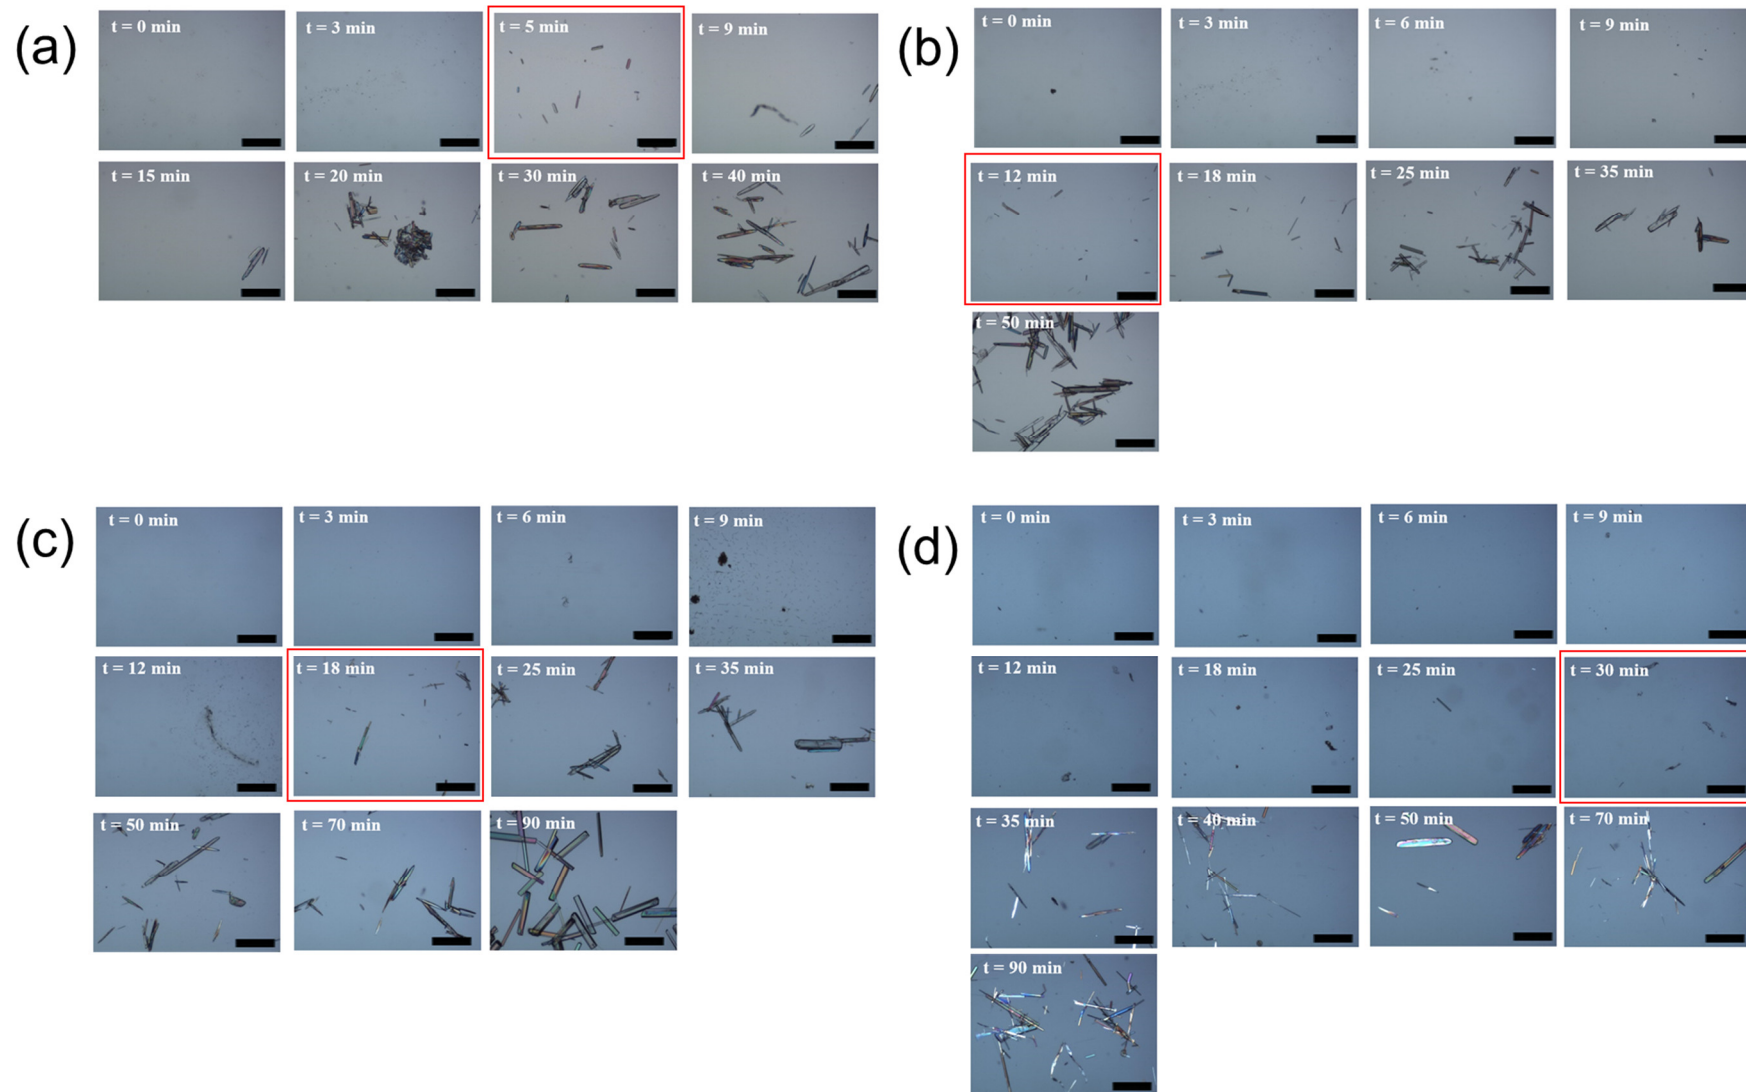 (a)
t = 0 min
t = 3 min
t = 5 min
t = 9 min
t = 15 min
t = 20 min
t = 30 min
t = 40 min
(b)
t = 0 min
t = 3 min
t = 6 min
t = 9 min
t = 12 min
t = 18 min
t = 25 min
t = 35 min
t = 50 min
(c)
t = 0 min
t = 3 min
t = 6 min
t = 9 min
t = 12 min
t = 18 min
t = 25 min
t = 35 min
t = 50 min
t = 70 min
t = 90 min
(d)
t = 0 min
t = 3 min
t = 6 min
t = 9 min
t = 12 min
t = 18 min
t = 25 min
t = 30 min
t = 35 min
t = 40 min
t = 50 min
t = 70 min
t = 90 min